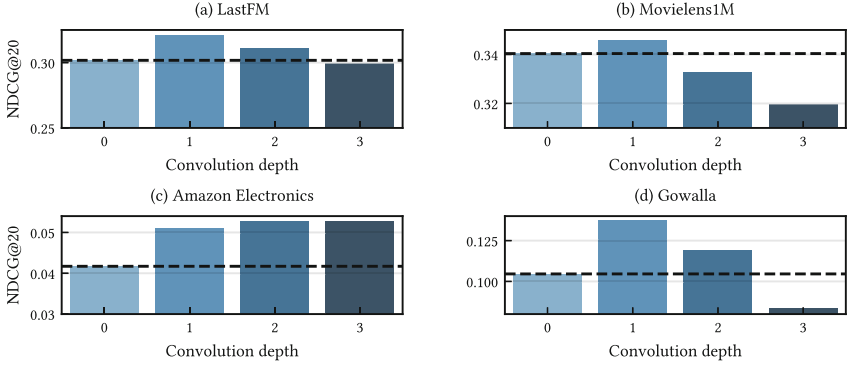 (a) LastFM
NDCG@20
0.30
0.25
0 1 2 3
Convolution depth
(b) Movielens1M
0.34
0.32
0 1 2 3
Convolution depth
(c) Amazon Electronics
NDCG@20
0.05
0.04
0.03
0 1 2 3
Convolution depth
(d) Gowalla
0.125
0.100
0 1 2 3
Convolution depth